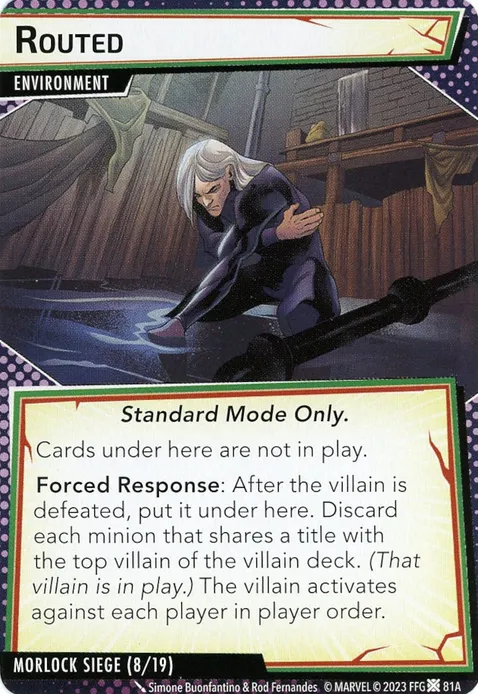 ROUTED
ENVIRONMENT
Standard Mode Only.
Cards under here are not in play.
Forced Response: After the villain is
defeated, put it under here. Discard
each minion that shares a title with
the top villain of the villain deck. (That
villain is in play.) The villain activates
against each player in player order.
MORLOCK SIEGE (8/19)
Simone Buonfantino & Rod Fernandes. © MARVEL © 2023 FFG 81A